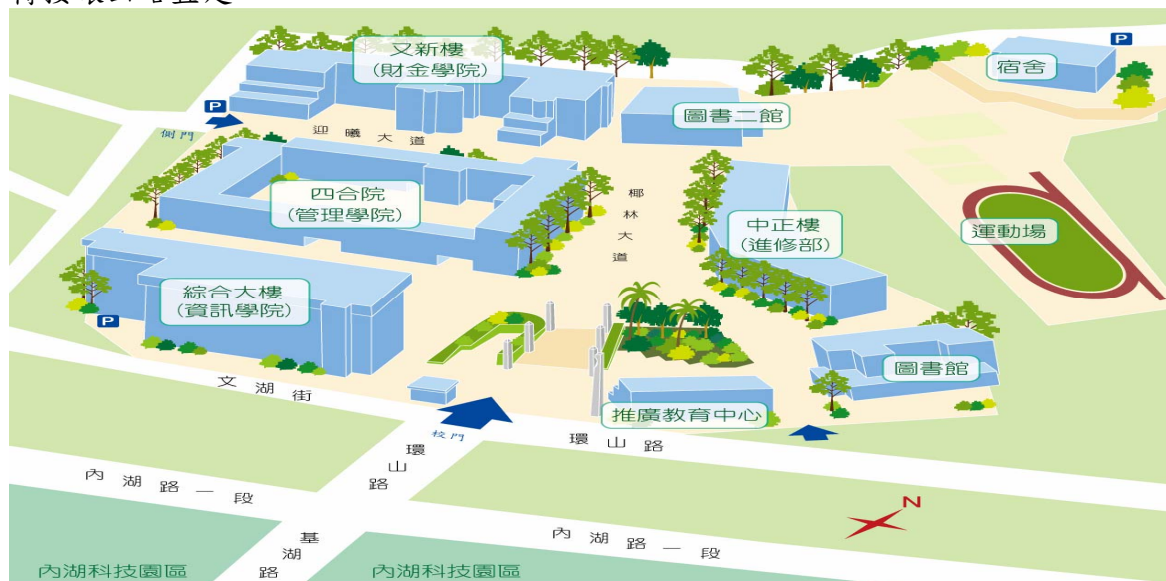 又新樓
(財金學院)
P
宿舍
圖書二館
P
側門
迎曦大道
四合院
(管理學院)
椰林大道
中正樓
(進修部)
運動場
綜合大樓
(資訊學院)
P
圖書館
文湖街
推廣教育中心
校門
環山路
環山路
內湖路一段
N
基湖路
內湖路一段
內湖科技園區
內湖科技園區